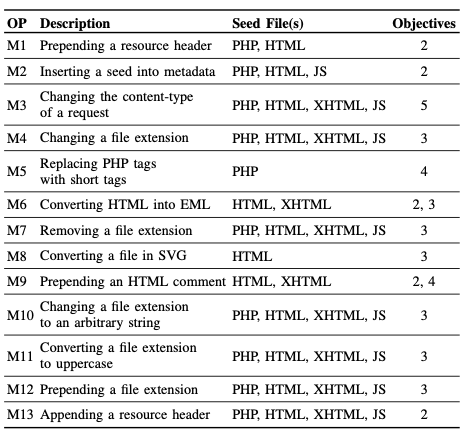 OP Description Seed File(s) Objectives
M1 Prepending a resource header PHP, HTML 2
M2 Inserting a seed into metadata PHP, HTML, JS 2
M3 Changing the content-type of a request PHP, HTML, XHTML, JS 5
M4 Changing a file extension PHP, HTML, XHTML, JS 3
M5 Replacing PHP tags with short tags PHP 4
M6 Converting HTML into EML HTML, XHTML 2, 3
M7 Removing a file extension PHP, HTML, XHTML, JS 3
M8 Converting a file in SVG HTML 3
M9 Prepending an HTML comment HTML, XHTML 2, 4
M10 Changing a file extension to an arbitrary string PHP, HTML, XHTML, JS 3
M11 Converting a file extension to uppercase PHP, HTML, XHTML, JS 3
M12 Prepending a file extension PHP, HTML, XHTML, JS 3
M13 Appending a resource header PHP, HTML, XHTML, JS 2